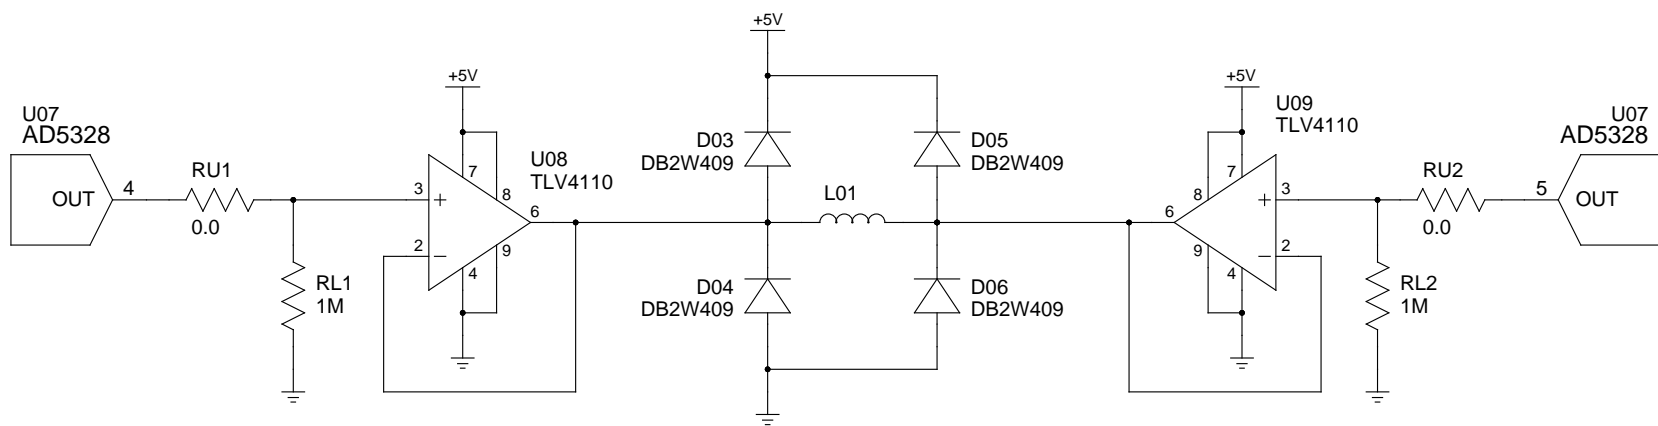 +5V
+5V
+5V
U07
AD5328
OUT
4
RU1
0.0
RL1
1M
3
2
+
−
7
8
6
9
4
U08
TLV4110
D03
DB2W409
D05
DB2W409
L01
D04
DB2W409
D06
DB2W409
U09
TLV4110
7
8
6
9
4
+
−
3
2
RU2
0.0
RL2
1M
5
U07
AD5328
OUT